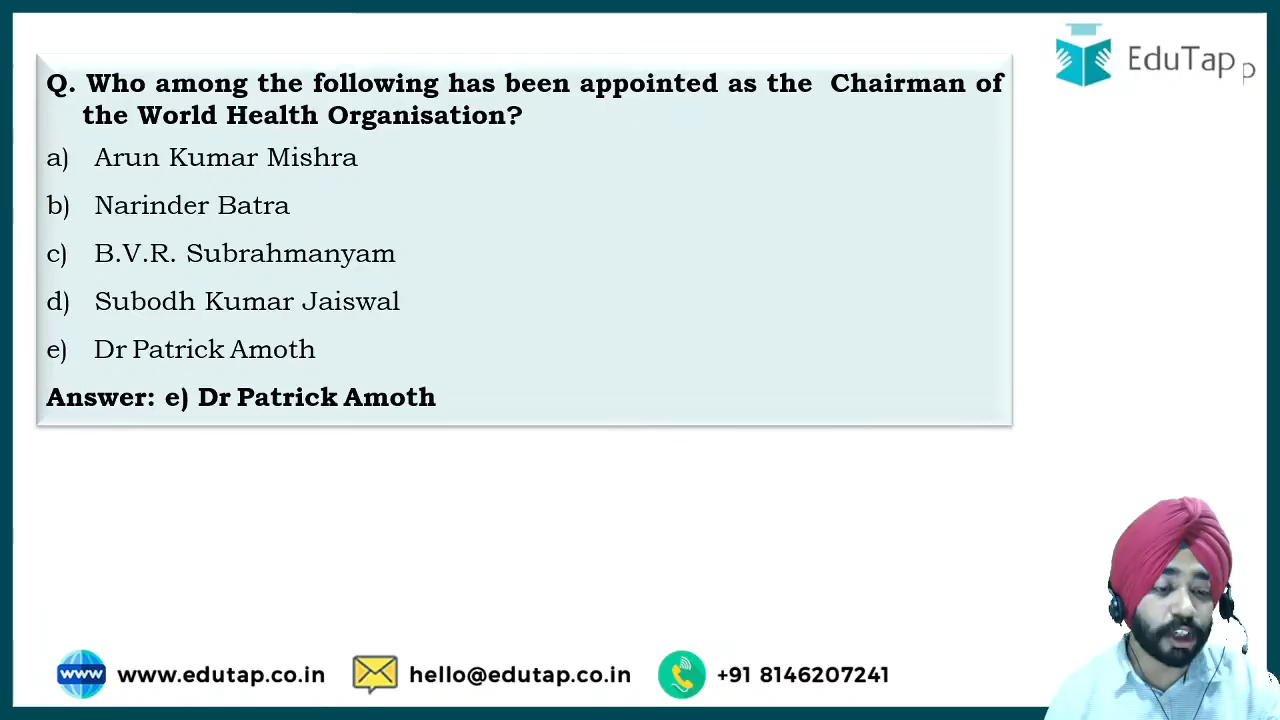 EduTap
p
Q. Who among the following has been appointed as the Chairman of
the World Health Organisation?
a) Arun Kumar Mishra
b) Narinder Batra
c) B.V.R. Subrahmanyam
d) Subodh Kumar Jaiswal
e) Dr Patrick Amoth
Answer: e) Dr Patrick Amoth
www www.edutap.co.in hello@edutap.co.in +91 8146207241